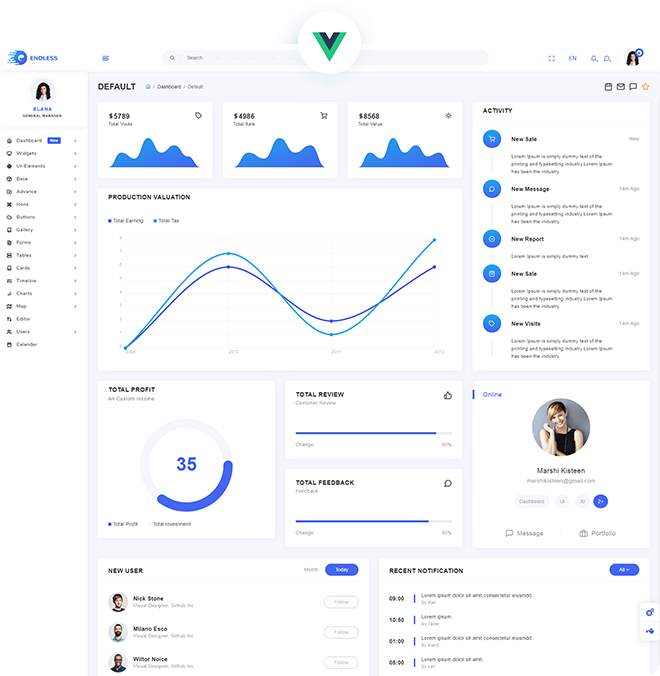 ENDLESS
Search..
EN
ELANA
GENERAL MANAGER
Dashboard New
Widgets
UI-Elements
Base
Advance
Icons
Buttons
Gallery
Forms
Tables
Cards
Timeline
Charts
Map
Editor
Users
Calender
DEFAULT
/ Dashboard / Default
$5789
Total Visits
$4986
Total Sale
$8568
Total Value
PRODUCTION VALUATION
Total Earning Total Tax
9
7
6
5
4
3
2
1
0
2009 2010 2011 2012
ACTIVITY
New Sale Now
Lorem Ipsum is simply dummy text of the
printing and typesetting industry.Lorem Ipsum
has been the industry.
New Message 14m Ago
Lorem Ipsum is simply dummy text of the
printing and typesetting industry.Lorem Ipsum
has been the industry.
New Report 14m Ago
Lorem Ipsum is simply dummy text.
New Sale 14m Ago
Lorem Ipsum is simply dummy text of the
printing and typesetting industry.Lorem Ipsum
has been the industry.
New Visits 14m Ago
Lorem Ipsum is simply dummy text of the
printing and typesetting industry.Lorem Ipsum
has been the industry.
TOTAL PROFIT
All Custom Income
35
Total Profit Total Investment
TOTAL REVIEW
Customer Review
Change 90%
TOTAL FEEDBACK
Feedback
Change 85%
Online
Marshi Kisteen
marshikisteen@gmail.com
Dashboard UI Xi 2+
Message Portfolio
NEW USER Month Today
Nick Stone
Visual Designer, Github Inc
Follow
Milano Esco
Visual Designer, Github Inc
Follow
Wiltor Noice
Visual Designer, Github Inc
Follow
RECENT NOTIFICATION All
09:00 Lorem ipsum dolor sit amit,consectetur eiusmdd.
By Kan
10:50 Lorem ipsum.
By Tailer
01:00 Lorem ipsum dolor sit amit,consectetur eiusmdd.
By Kamil
05:00 Lorem ipsum dolor sit amit.